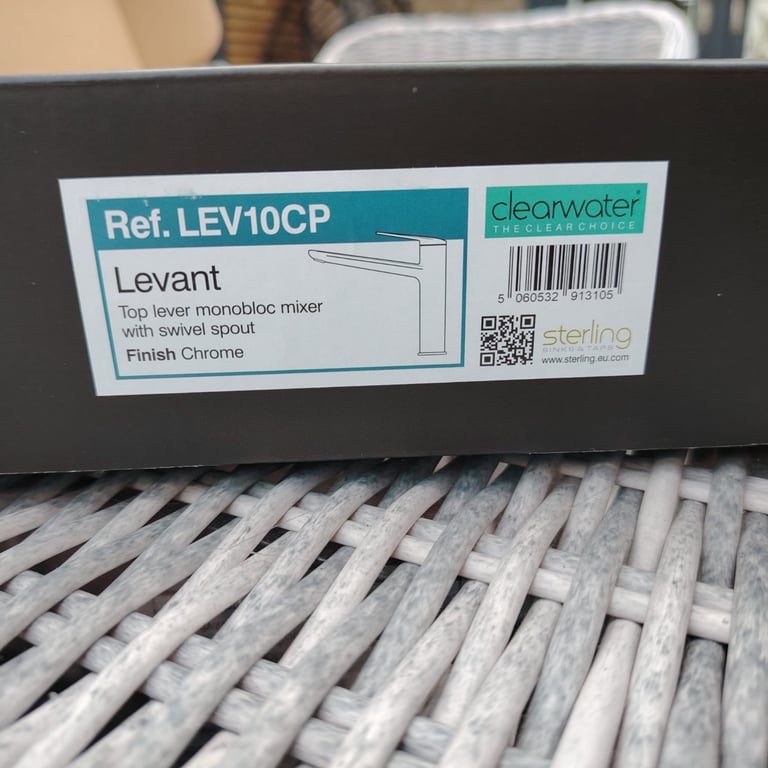 Ref. LEV10CP
Levant
Top lever monobloc mixer
with swivel spout
Finish Chrome
clearwater®
THE CLEAR CHOICE
5 060532 913105
sterling
SINKS & TAPS
www.sterling.eu.com